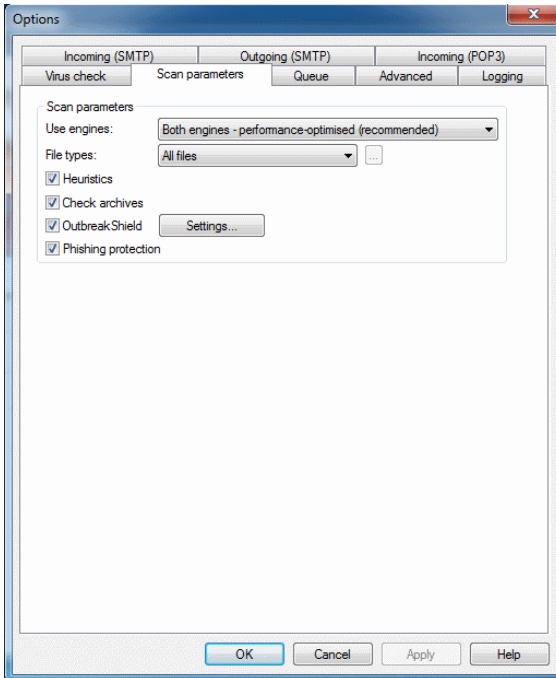 Options
x
Incoming (SMTP) Outgoing (SMTP) Incoming (POP3)
Virus check Scan parameters Queue Advanced Logging
Scan parameters
Use engines: Both engines - performance-optimised (recommended)
File types: All files ...
Heuristics
Check archives
OutbreakShield Settings...
Phishing protection
OK Cancel Apply Help